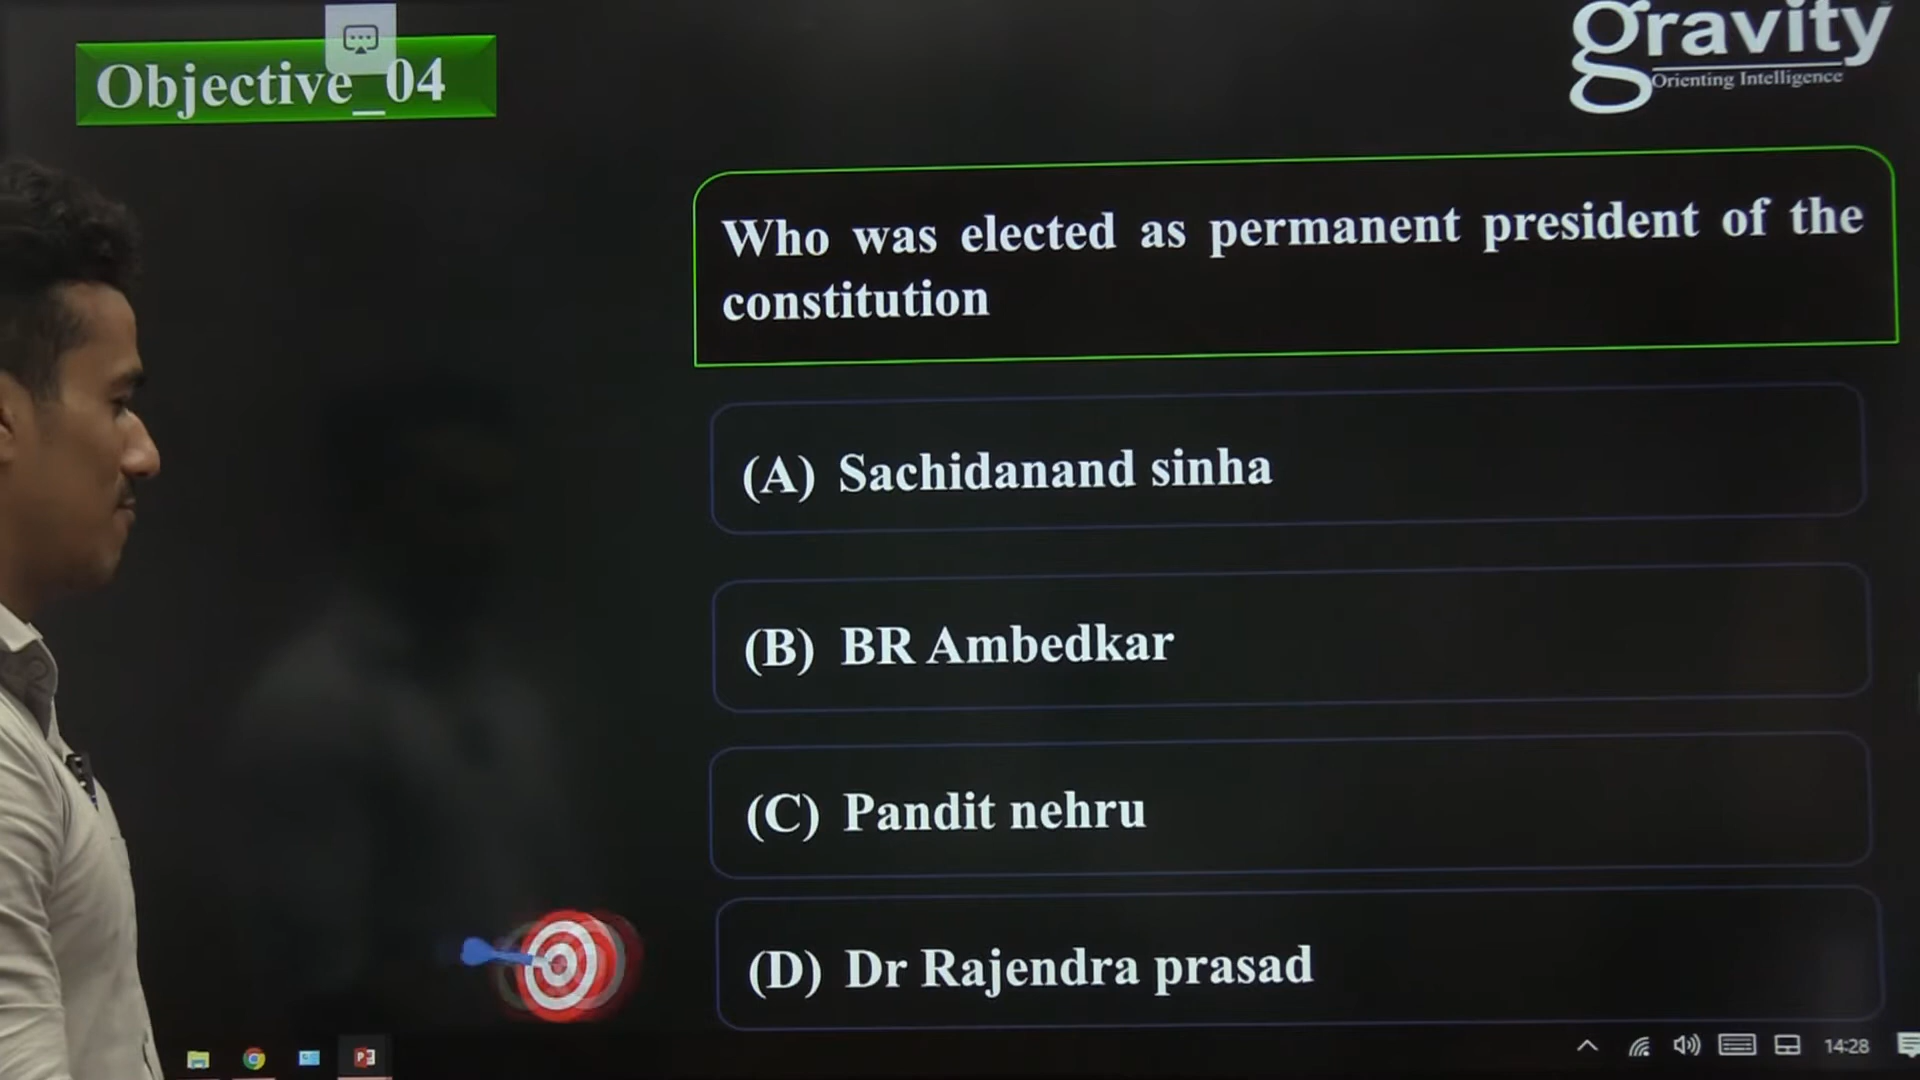 Objective_04
gravity
Orienting Intelligence
Who was elected as permanent president of the
constitution
(A) Sachidanand sinha
(B) BR Ambedkar
(C) Pandit nehru
(D) Dr Rajendra prasad
14:28